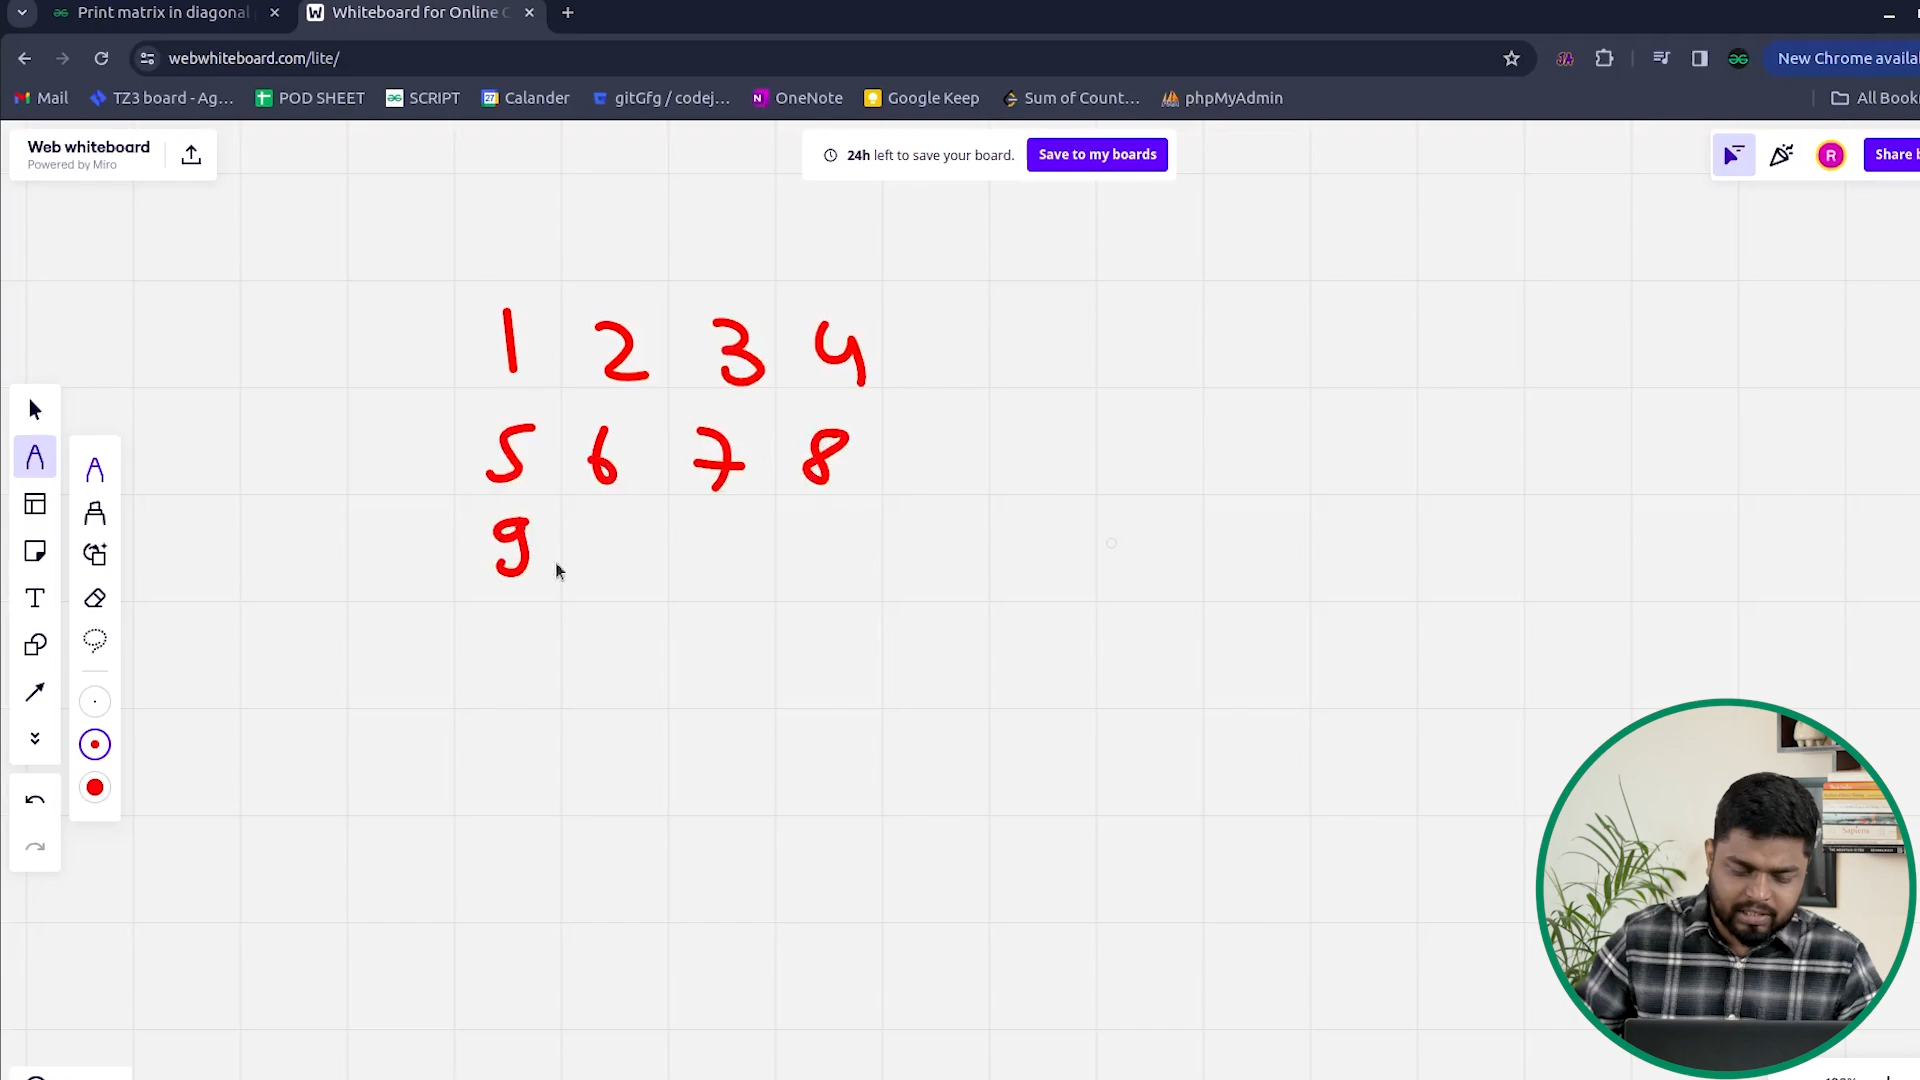 Print matrix in diagonal
Whiteboard for Online
webwhiteboard.com/lite/
New Chrome availa
Mail
TZ3 board - Ag...
POD SHEET
SCRIPT
Calander
gitGfg / codej...
OneNote
Google Keep
Sum of Count...
phpMyAdmin
All Book
Web whiteboard
Powered by Miro
24h left to save your board.
Save to my boards
R
Share
1 2 3 4
5 6 7 8
9
Sapiens